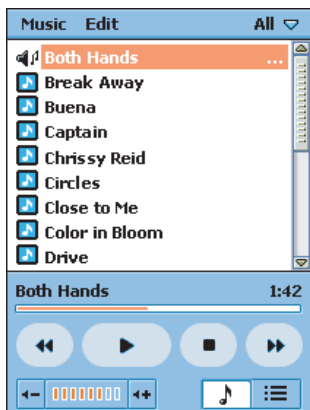 Music Edit All
Both Hands ...
Break Away
Buena
Captain
Chrissy Reid
Circles
Close to Me
Color in Bloom
Drive
Both Hands 1:42